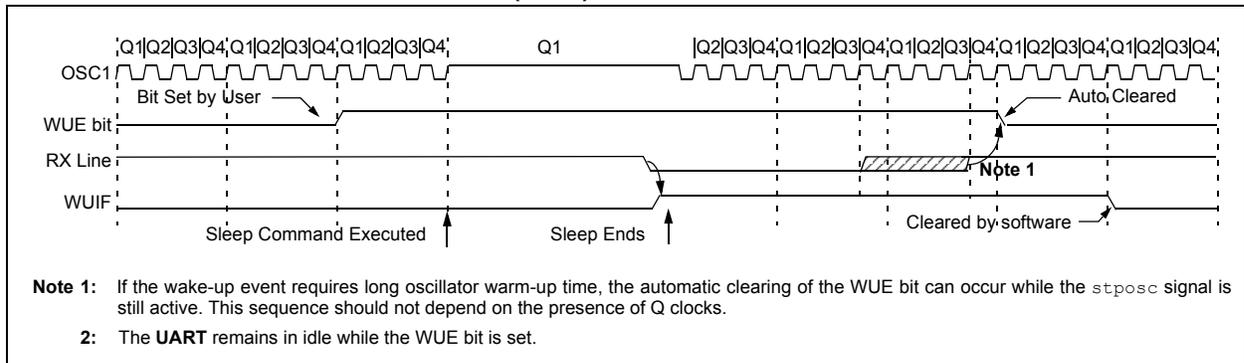 Q1|Q2|Q3|Q4|Q1|Q2|Q3|Q4|Q1|Q2|Q3|Q4 Q1 |Q2|Q3|Q4|Q1|Q2|Q3|Q4|Q1|Q2|Q3|Q4|Q1|Q2|Q3|Q4|Q1|Q2|Q3|Q4
OSC1
Bit Set by User Auto Cleared
WUE bit
RX Line
Note 1
WUIF
Cleared by software
Sleep Command Executed Sleep Ends
Note 1: If the wake-up event requires long oscillator warm-up time, the automatic clearing of the WUE bit can occur while the stposc signal is
still active. This sequence should not depend on the presence of Q clocks.
2: The UART remains in idle while the WUE bit is set.